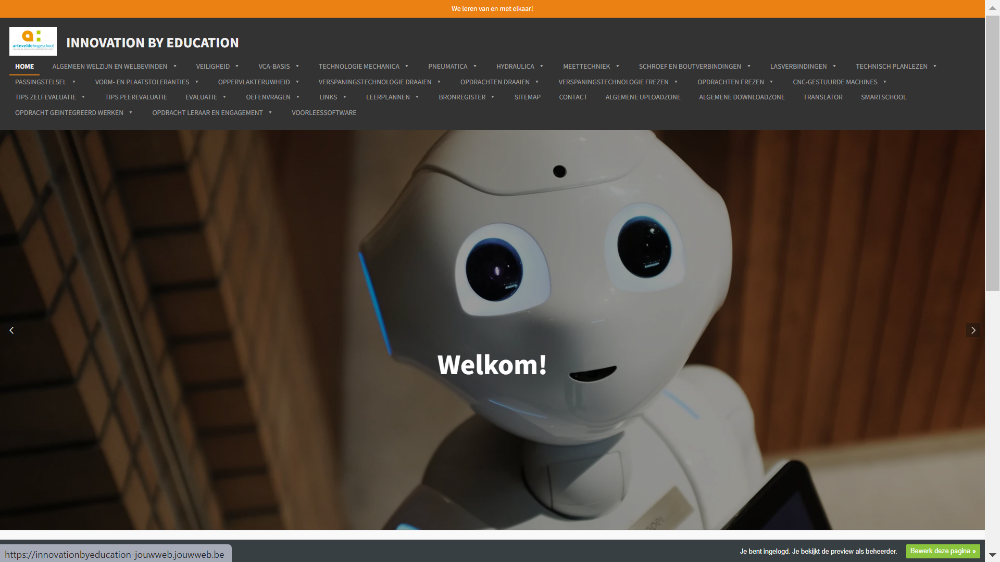 We leren van en met elkaar!
arteveldehogeschool
INNOVATION BY EDUCATION
HOME ALGEMEEN WELZIJN EN WELBEVINDEN VEILIGHEID VCA-BASIS TECHNOLOGIE MECHANICA PNEUMATICA HYDRAULICA MEETTECHNIEK SCHROEF EN BOUTVERBINDINGEN LASVERBINDINGEN TECHNISCH PLANLEZEN
PASSINGSTELSEL VORM- EN PLAATSTOLERANTIES OPPERVLAKTERUWHEID VERSPANINGSTECHNOLOGIE DRAAIEN OPDRACHTEN DRAAIEN VERSPANINGSTECHNOLOGIE FREZEN OPDRACHTEN FREZEN CNC-GESTUURDE MACHINES
TIPS ZELFEVALUATIE TIPS PEEREVALUATIE EVALUATIE OEFENVRAGEN LINKS LEERPLANNEN BRONREGISTER SITEMAP CONTACT ALGEMENE UPLOADZONE ALGEMENE DOWNLOADZONE TRANSLATOR SMARTSCHOOL
OPDRACHT GEINTEGREERD WERKEN OPDRACHT LERAAR EN ENGAGEMENT VOORLEESSOFTWARE
Welkom!
https://innovationbyeducation-jouwweb.jouwweb.be
Je bent ingelogd. Je bekijkt de preview als beheerder. Bewerk deze pagina »